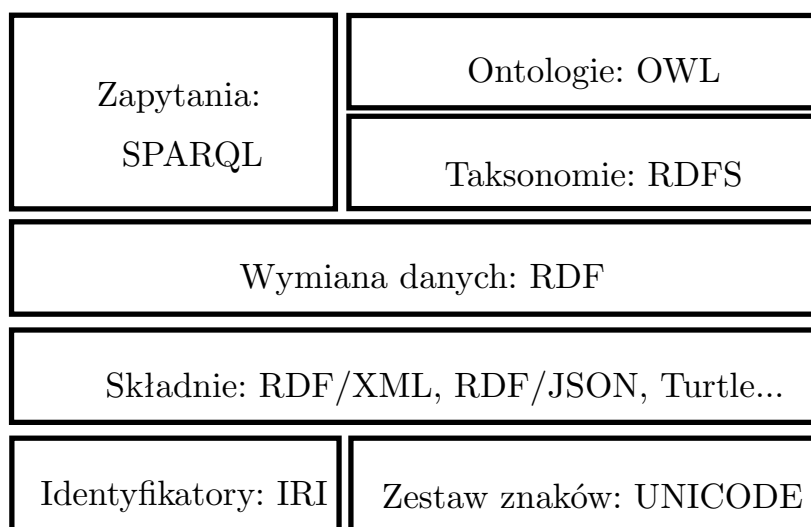 Zapytania:
SPARQL
Ontologie: OWL
Taksonomie: RDFS
Wymiana danych: RDF
Składnie: RDF/XML, RDF/JSON, Turtle...
Identyfikatory: IRI
Zestaw znaków: UNICODE